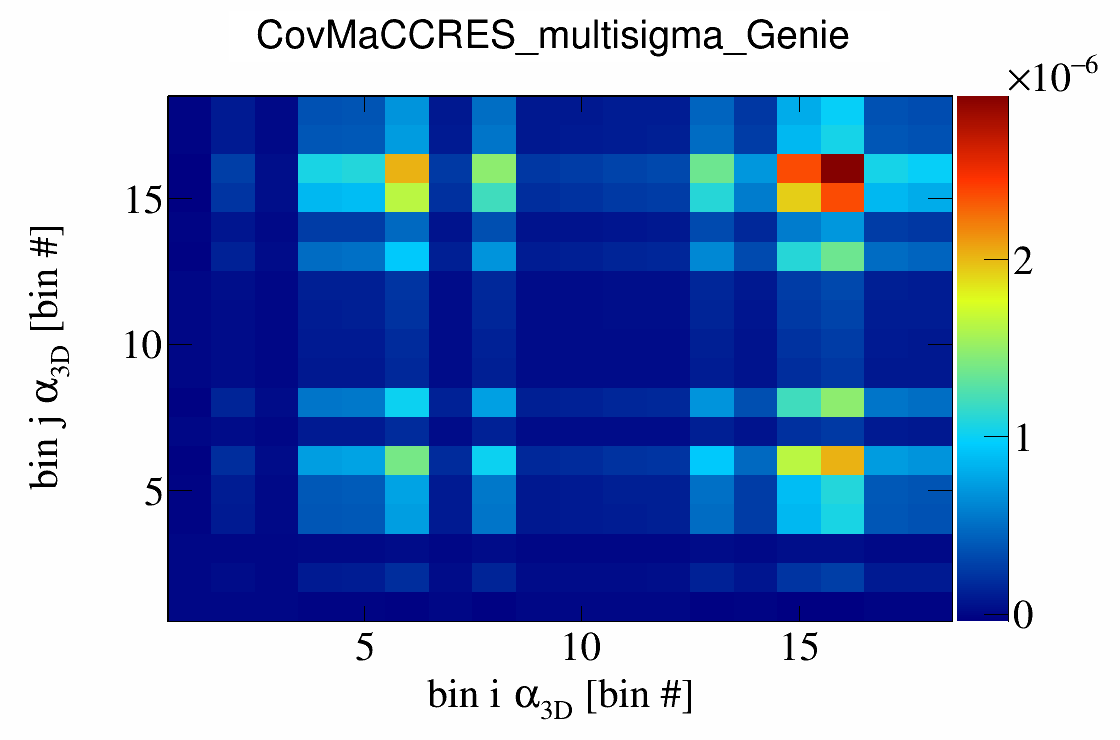 CovMaCCRES_multisigma_Genie
×10⁻⁶
bin j α3D [bin #]
15
10
5
2
1
0
5 10 15
bin i α3D [bin #]